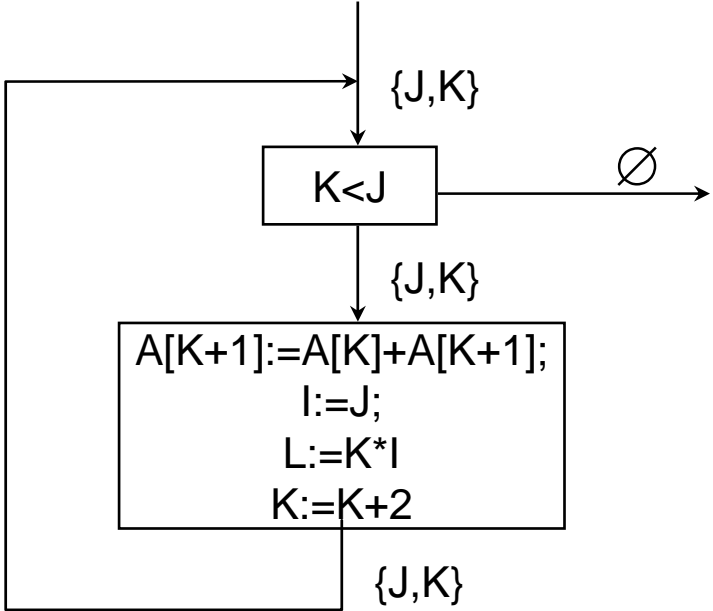 {J,K}
K<J
∅
{J,K}
A[K+1]:=A[K]+A[K+1];
I:=J;
L:=K*I
K:=K+2
{J,K}